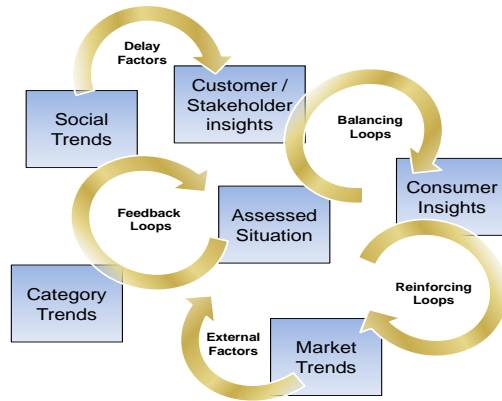 Delay
Factors
Social
Trends
Customer /
Stakeholder
insights
Balancing
Loops
Consumer
Insights
Feedback
Loops
Assessed
Situation
Category
Trends
External
Factors
Market
Trends
Reinforcing
Loops